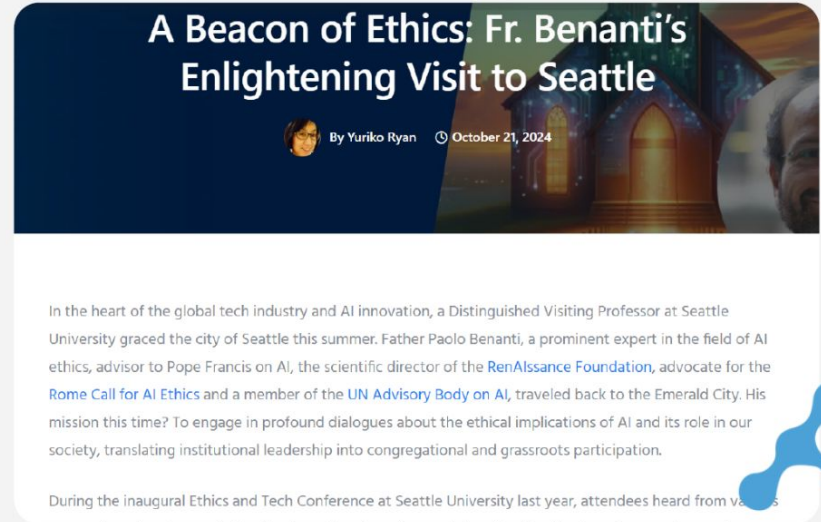 A Beacon of Ethics: Fr. Benanti's
Enlightening Visit to Seattle
By Yuriko Ryan October 21, 2024
In the heart of the global tech industry and AI innovation, a Distinguished Visiting Professor at Seattle
University graced the city of Seattle this summer. Father Paolo Benanti, a prominent expert in the field of AI
ethics, advisor to Pope Francis on AI, the scientific director of the RenAIssance Foundation, advocate for the
Rome Call for AI Ethics and a member of the UN Advisory Body on AI, traveled back to the Emerald City. His
mission this time? To engage in profound dialogues about the ethical implications of AI and its role in our
society, translating institutional leadership into congregational and grassroots participation.
During the inaugural Ethics and Tech Conference at Seattle University last year, attendees heard from